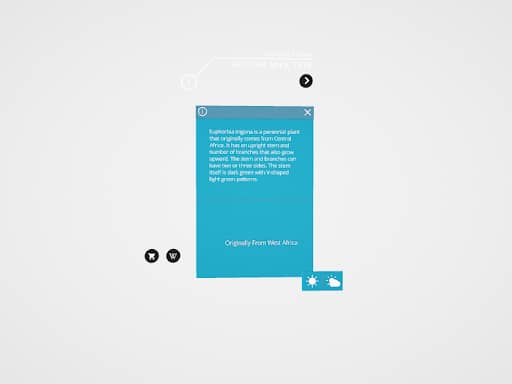 Euphorbia trigona is a perennial plant
that originally comes from Central
Africa. It has an upright stem and
number of branches that also grow
upward. The stem and branches can
have two or three sides. The stem
itself is dark green with V-shaped
light green patterns.
Originally From West Africa
W